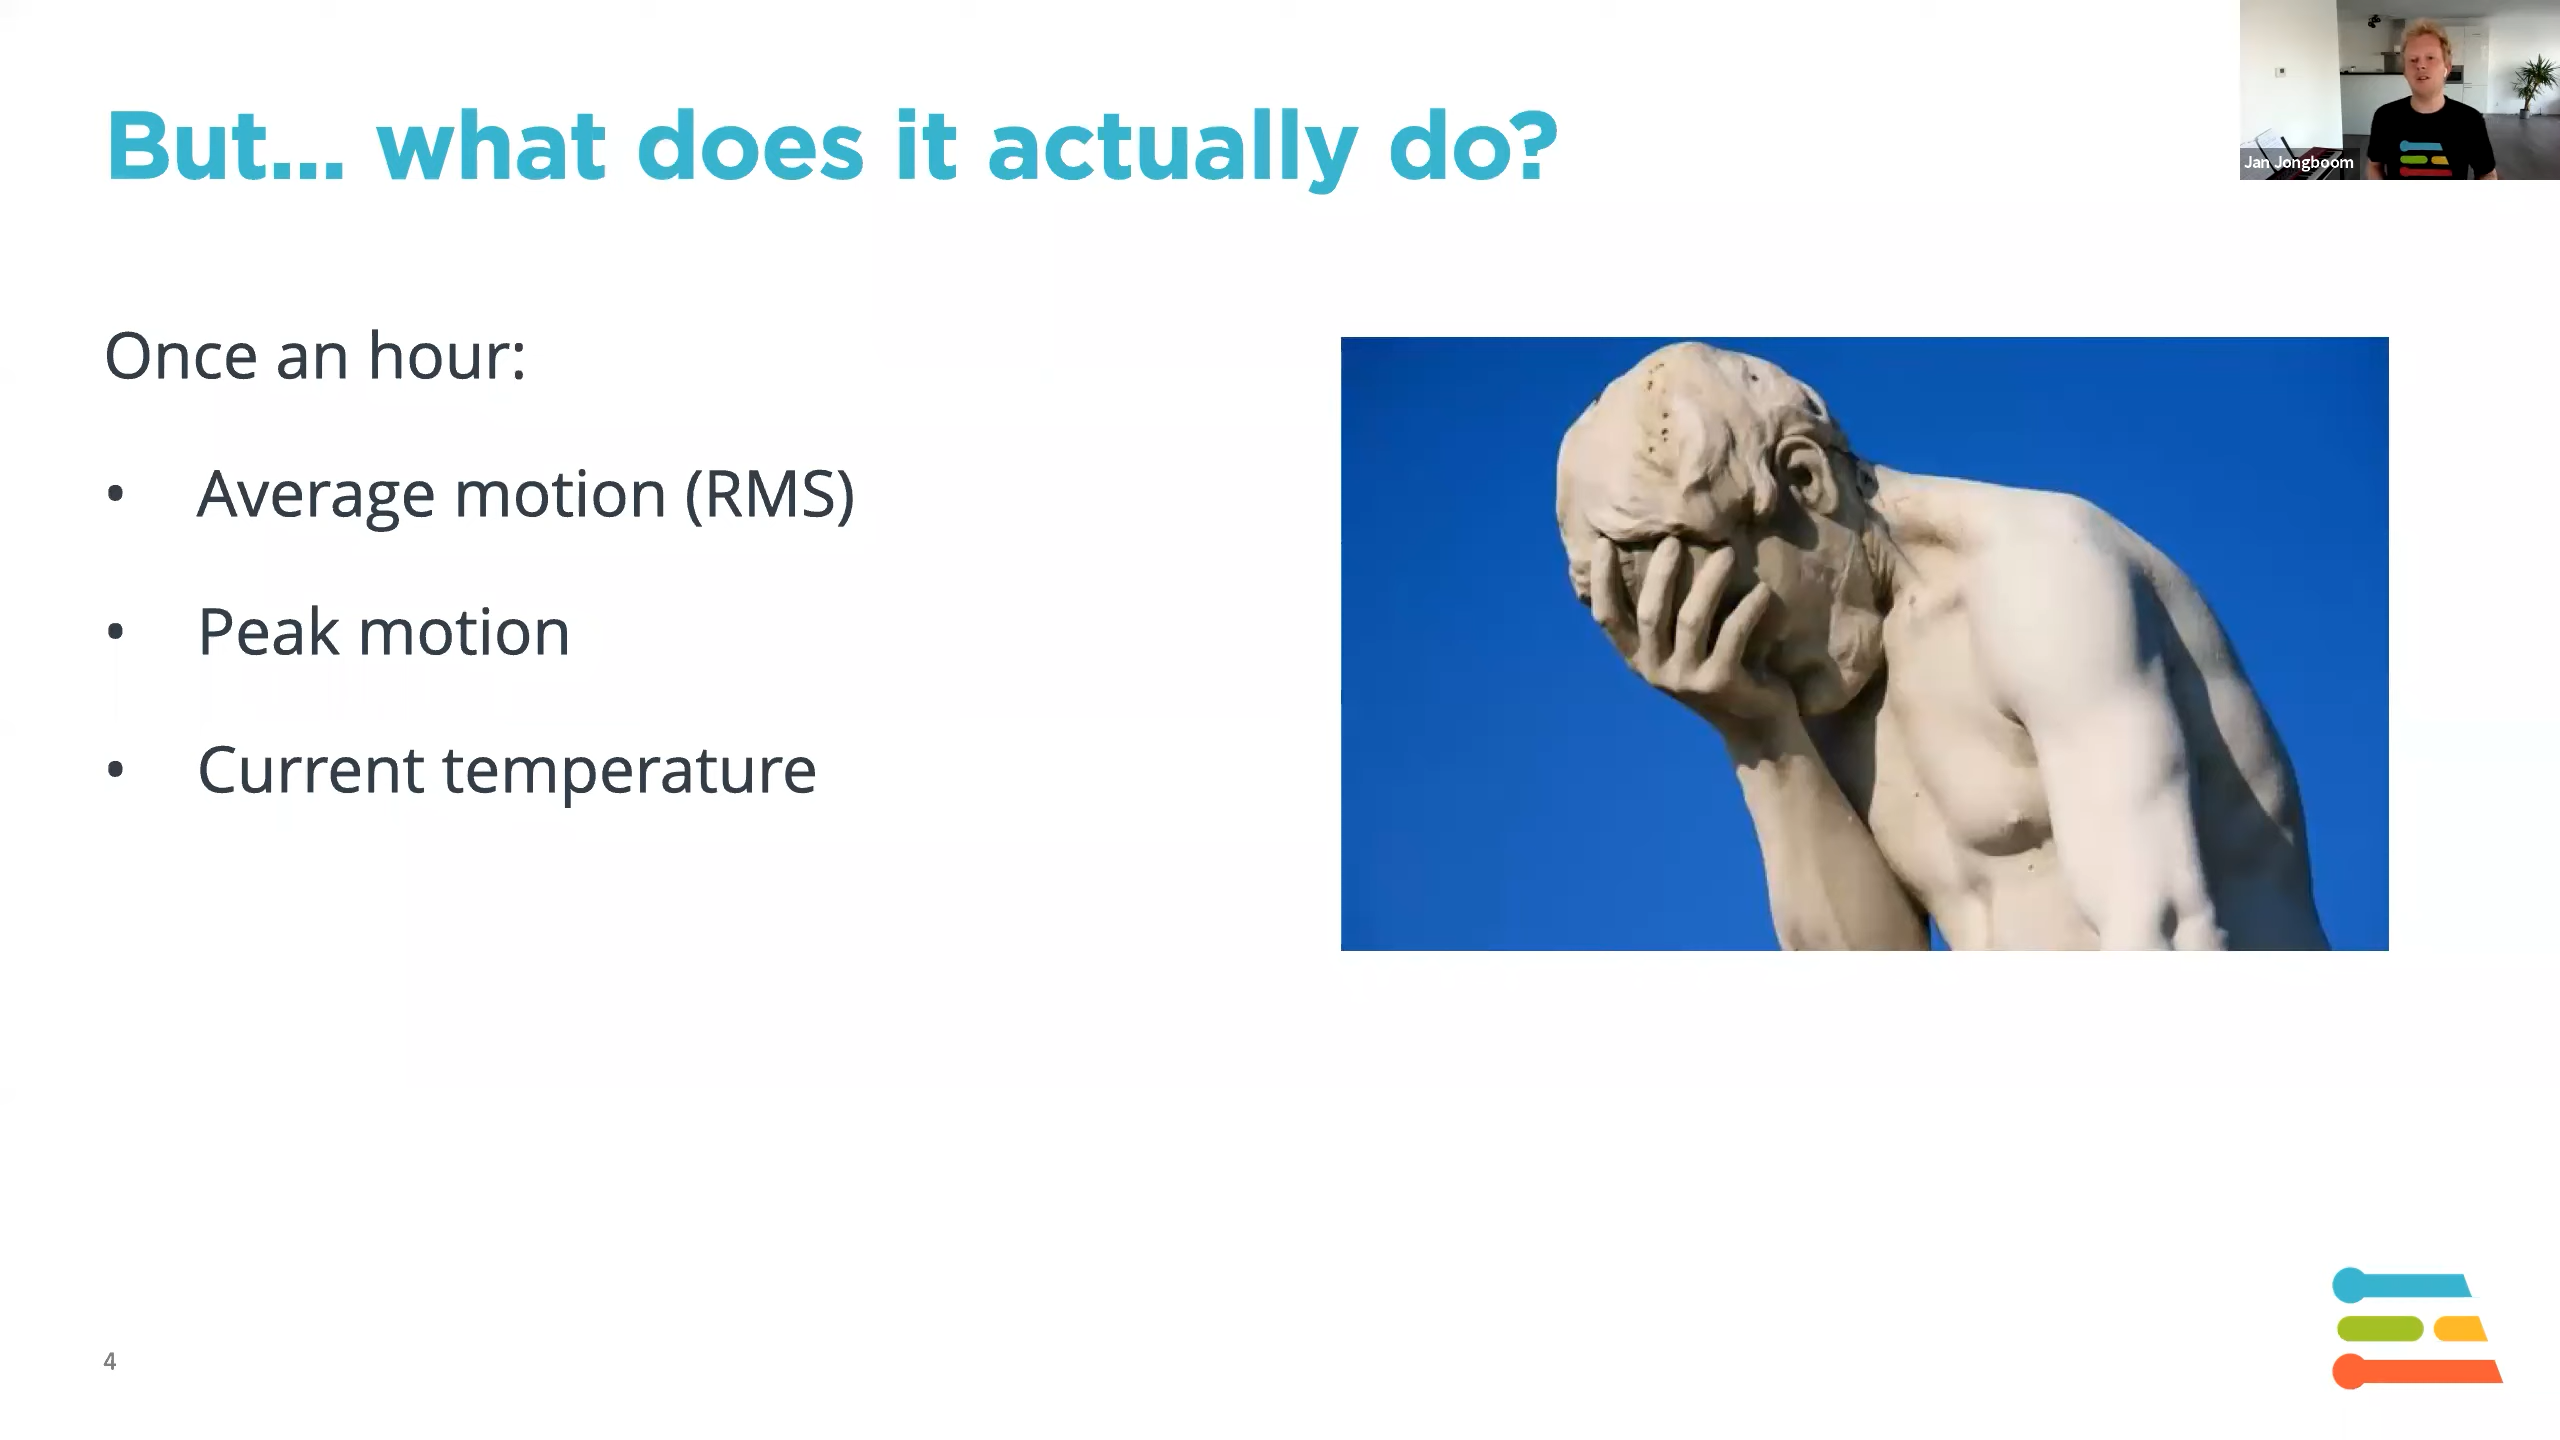 But... what does it actually do?
Jan Jongboom
Once an hour:
• Average motion (RMS)
• Peak motion
• Current temperature
4